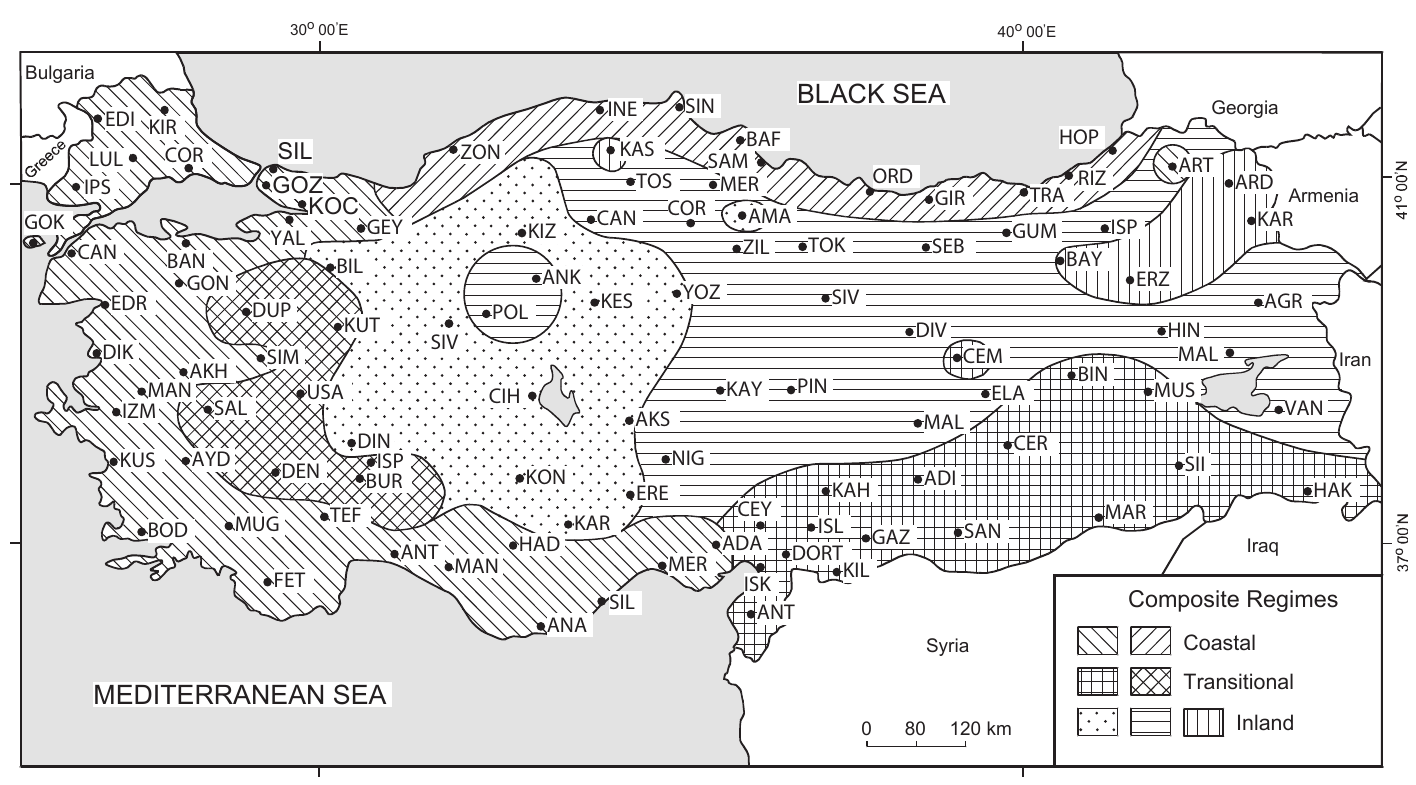 30° 00'E
40° 00'E
Bulgaria
BLACK SEA
Georgia
EDI
KIR
INE
SIN
BAF
HOP
Greece
LUL
COR
SIL
ZON
KAS
SAM
ART
IPS
GOZ
TOS
MER
ORD
RIZ
ARD
41° 00'N
KOC
GIR
TRA
Armenia
GOK
YAL
GEY
CAN
COR
AMA
KAR
CAN
BAN
KIZ
ZIL
TOK
SEB
GUM
ISP
GON
BIL
ANK
BAY
ERZ
EDR
DUP
KUT
POL
KES
YOZ
SIV
AGR
SIV
DIV
HIN
DIK
SIM
CEM
MAL
Iran
AKH
MAN
USA
CIH
KAY
PIN
ELA
BIN
MUS
IZM
SAL
AKS
MAL
VAN
DIN
CER
KUS
AYD
ISP
NIG
SII
DEN
BUR
KON
ERE
KAH
ADI
HAK
TEF
CEY
MAR
BOD
MUG
KAR
ISL
SAN
ANT
HAD
ADA
GAZ
Iraq
37° 00'N
MAN
MER
DORT
KIL
FET
ISK
SIL
ANT
ANA
Syria
MEDITERRANEAN SEA
0 80 120 km
Composite Regimes
Coastal
Transitional
Inland